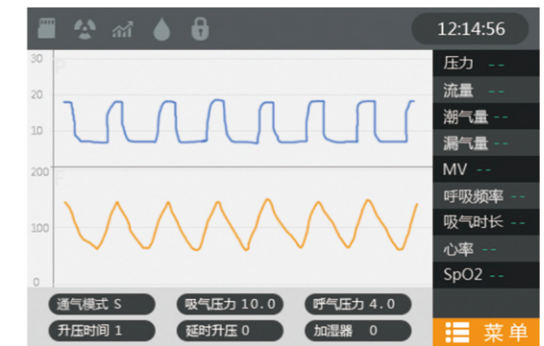 12:14:56
30
P
20
10
200
F
100
0
压力 --
流量 --
潮气量 --
漏气量 --
MV --
呼吸频率 --
吸气时长 --
心率 --
SpO2 --
通气模式 S
吸气压力 10.0
呼气压力 4.0
升压时间 1
延时升压 0
加湿器 0
菜单